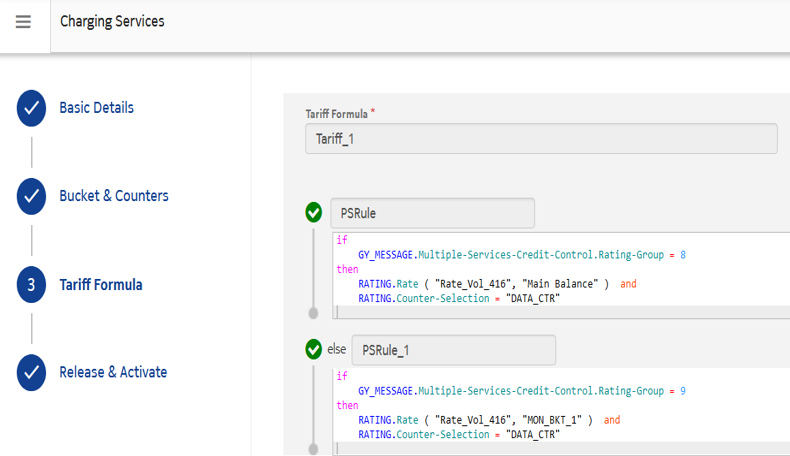 Charging Services
Basic Details
Bucket & Counters
3 Tariff Formula
Release & Activate
Tariff Formula *
Tariff_1
PSRule
if
GY_MESSAGE.Multiple-Services-Credit-Control.Rating-Group = 8
then
RATING.Rate ( "Rate_Vol_416", "Main Balance" ) and
RATING.Counter-Selection = "DATA_CTR"
else PSRule_1
if
GY_MESSAGE.Multiple-Services-Credit-Control.Rating-Group = 9
then
RATING.Rate ( "Rate_Vol_416", "MON_BKT_1" ) and
RATING.Counter-Selection = "DATA_CTR"